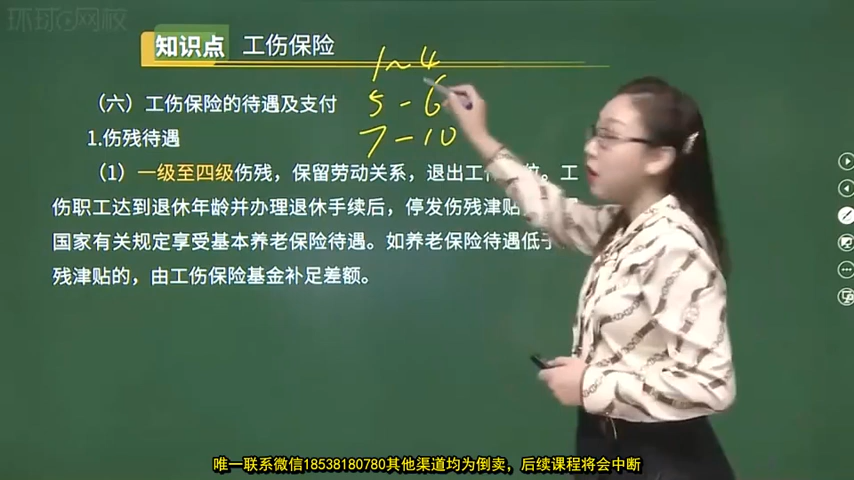 环球网校
知识点 工伤保险
1~4
5-6
7-10
（六）工伤保险的待遇及支付
1.伤残待遇
（1）一级至四级伤残，保留劳动关系，退出工作 位。工
伤职工达到退休年龄并办理退休手续后，停发伤残津贴
国家有关规定享受基本养老保险待遇。如养老保险待遇低于
残津贴的，由工伤保险基金补足差额。
唯一联系微信18538180780其他渠道均为倒卖，后续课程将会中断